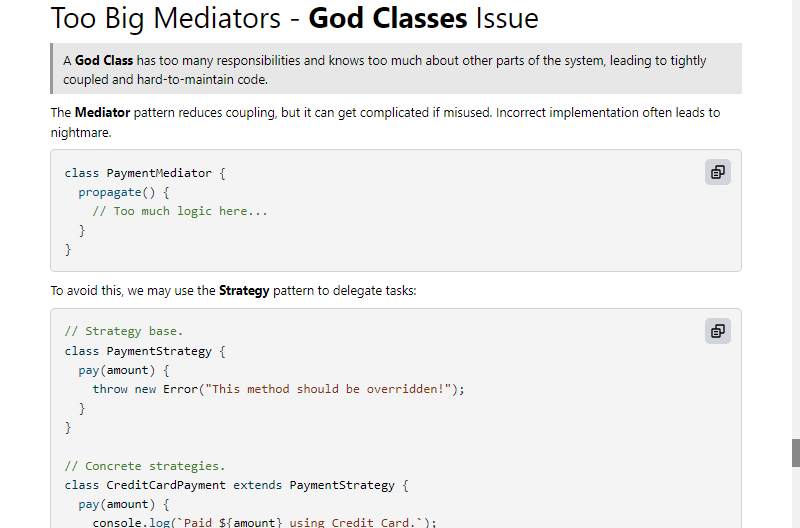 Too Big Mediators - God Classes Issue
A God Class has too many responsibilities and knows too much about other parts of the system, leading to tightly
coupled and hard-to-maintain code.
The Mediator pattern reduces coupling, but it can get complicated if misused. Incorrect implementation often leads to
nightmare.
class PaymentMediator {
  propagate() {
    // Too much logic here...
  }
}
To avoid this, we may use the Strategy pattern to delegate tasks:
// Strategy base.
class PaymentStrategy {
  pay(amount) {
    throw new Error("This method should be overridden!");
  }
}
// Concrete strategies.
class CreditCardPayment extends PaymentStrategy {
  pay(amount) {
    console.log(`Paid ${amount} using Credit Card.`);